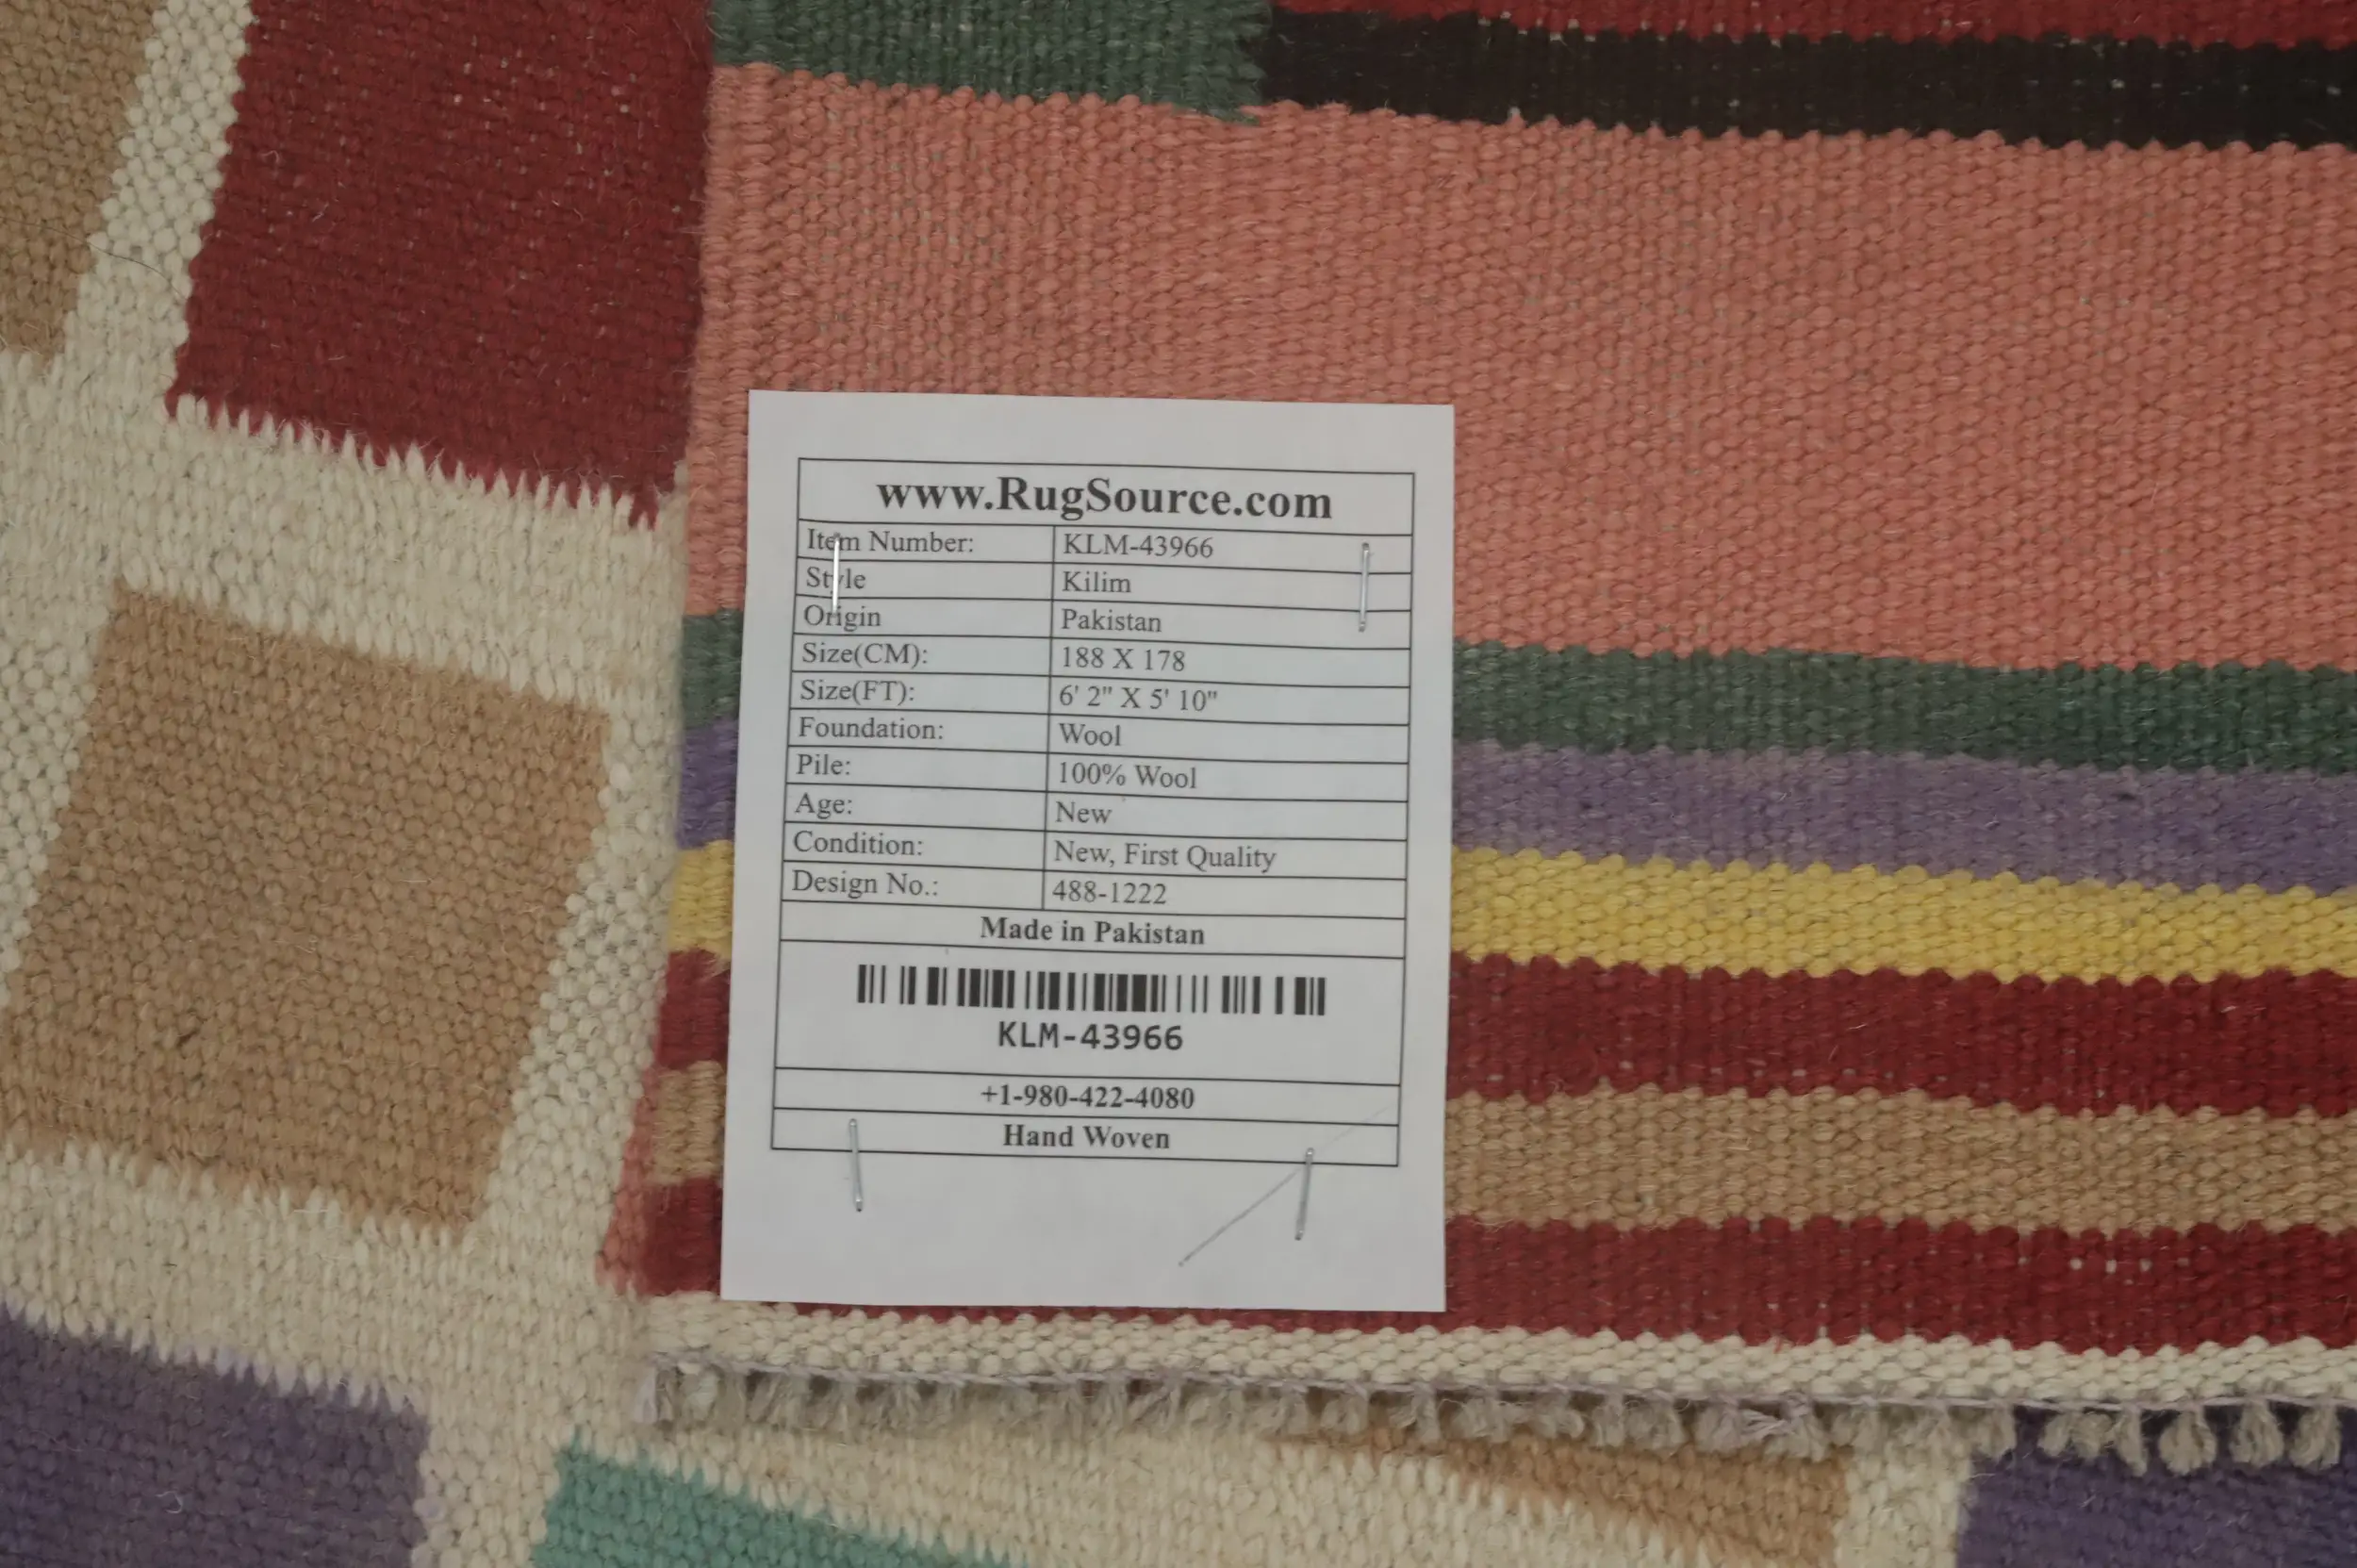 www.RugSource.com
Item Number: KLM-43966
Style Kilim
Origin Pakistan
Size(CM): 188 X 178
Size(FT): 6' 2" X 5' 10"
Foundation: Wool
Pile: 100% Wool
Age: New
Condition: New, First Quality
Design No.: 488-1222
Made in Pakistan
KLM-43966
+1-980-422-4080
Hand Woven